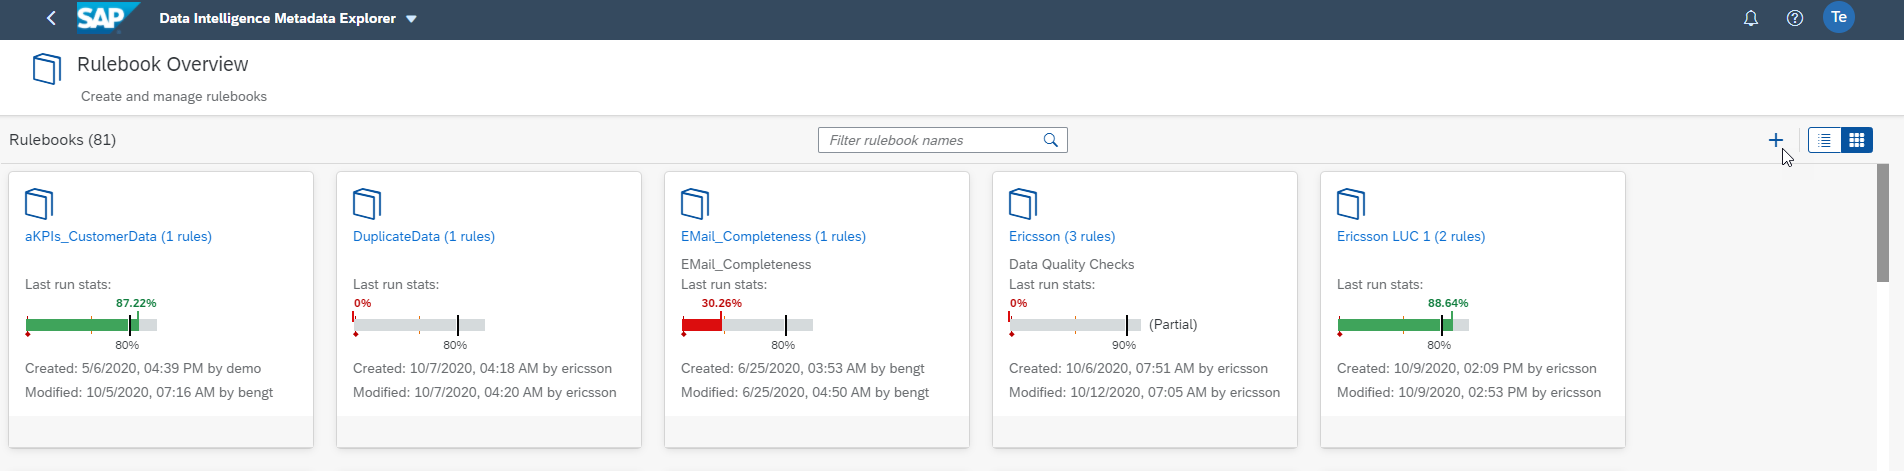 SAP Data Intelligence Metadata Explorer Te
Rulebook Overview
Create and manage rulebooks
Rulebooks (81) Filter rulebook names
aKPIs_CustomerData (1 rules)
Last run stats:
87.22%
80%
Created: 5/6/2020, 04:39 PM by demo
Modified: 10/5/2020, 07:16 AM by bengt
DuplicateData (1 rules)
Last run stats:
0%
80%
Created: 10/7/2020, 04:18 AM by ericsson
Modified: 10/7/2020, 04:20 AM by ericsson
EMail_Completeness (1 rules)
EMail_Completeness
Last run stats:
30.26%
80%
Created: 6/25/2020, 03:53 AM by bengt
Modified: 6/25/2020, 04:50 AM by bengt
Ericsson (3 rules)
Data Quality Checks
Last run stats:
0%
(Partial)
90%
Created: 10/6/2020, 07:51 AM by ericsson
Modified: 10/12/2020, 07:05 AM by ericsson
Ericsson LUC 1 (2 rules)
Last run stats:
88.64%
80%
Created: 10/9/2020, 02:09 PM by ericsson
Modified: 10/9/2020, 02:53 PM by ericsson